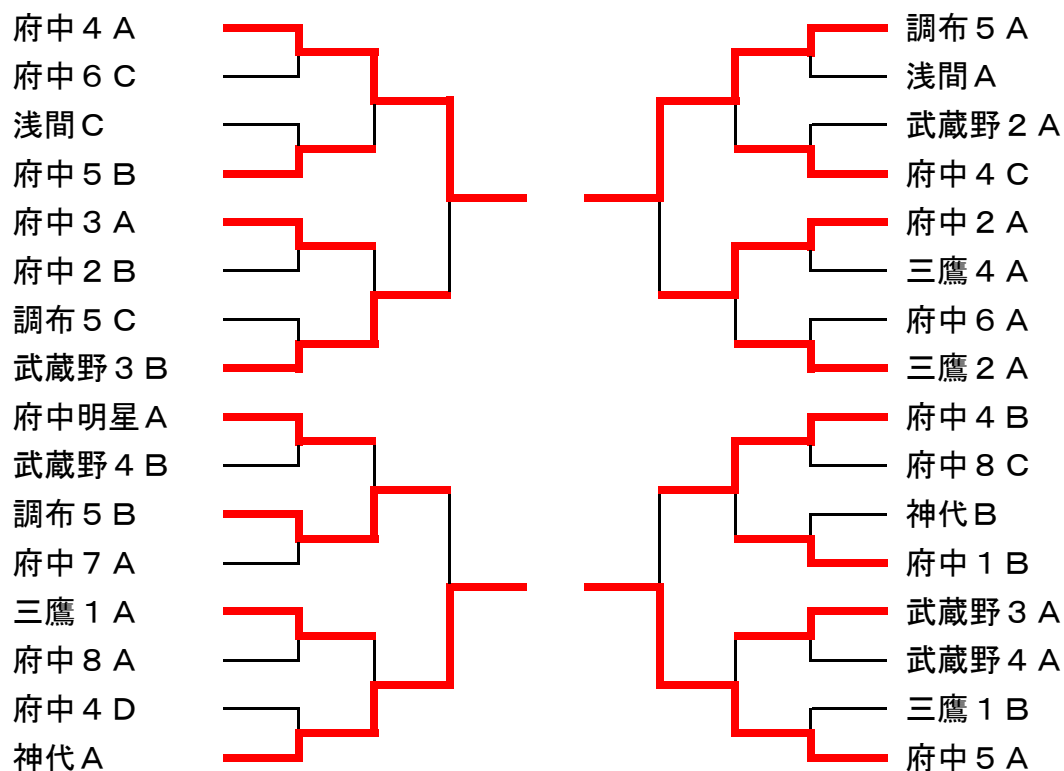 府中４Ａ
府中６Ｃ
浅間Ｃ
府中５Ｂ
府中３Ａ
府中２Ｂ
調布５Ｃ
武蔵野３Ｂ
府中明星Ａ
武蔵野４Ｂ
調布５Ｂ
府中７Ａ
三鷹１Ａ
府中８Ａ
府中４Ｄ
神代Ａ
調布５Ａ
浅間Ａ
武蔵野２Ａ
府中４Ｃ
府中２Ａ
三鷹４Ａ
府中６Ａ
三鷹２Ａ
府中４Ｂ
府中８Ｃ
神代Ｂ
府中１Ｂ
武蔵野３Ａ
武蔵野４Ａ
三鷹１Ｂ
府中５Ａ